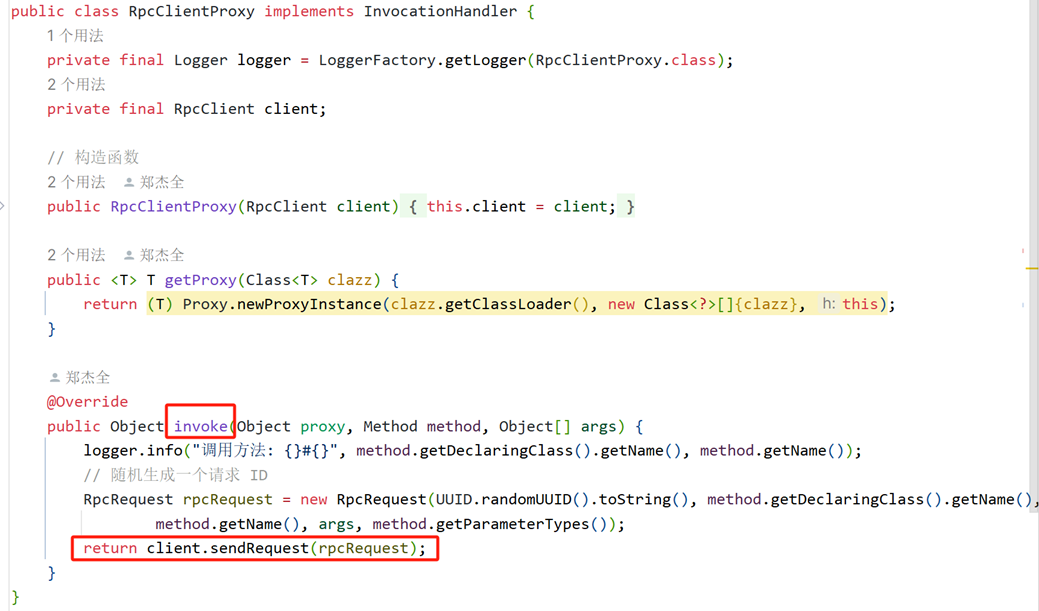 public class RpcClientProxy implements InvocationHandler {
1 个用法
private final Logger logger = LoggerFactory.getLogger(RpcClientProxy.class);
2 个用法
private final RpcClient client;
// 构造函数
2 个用法 郑杰全
public RpcClientProxy(RpcClient client) { this.client = client; }
2 个用法 郑杰全
public <T> T getProxy(Class<T> clazz) {
return (T) Proxy.newProxyInstance(clazz.getClassLoader(), new Class<?>[]{clazz}, h: this);
}
郑杰全
@Override
public Object invoke(Object proxy, Method method, Object[] args) {
logger.info("调用方法: {}#{}", method.getDeclaringClass().getName(), method.getName());
// 随机生成一个请求 ID
RpcRequest rpcRequest = new RpcRequest(UUID.randomUUID().toString(), method.getDeclaringClass().getName(),
method.getName(), args, method.getParameterTypes());
return client.sendRequest(rpcRequest);
}
}